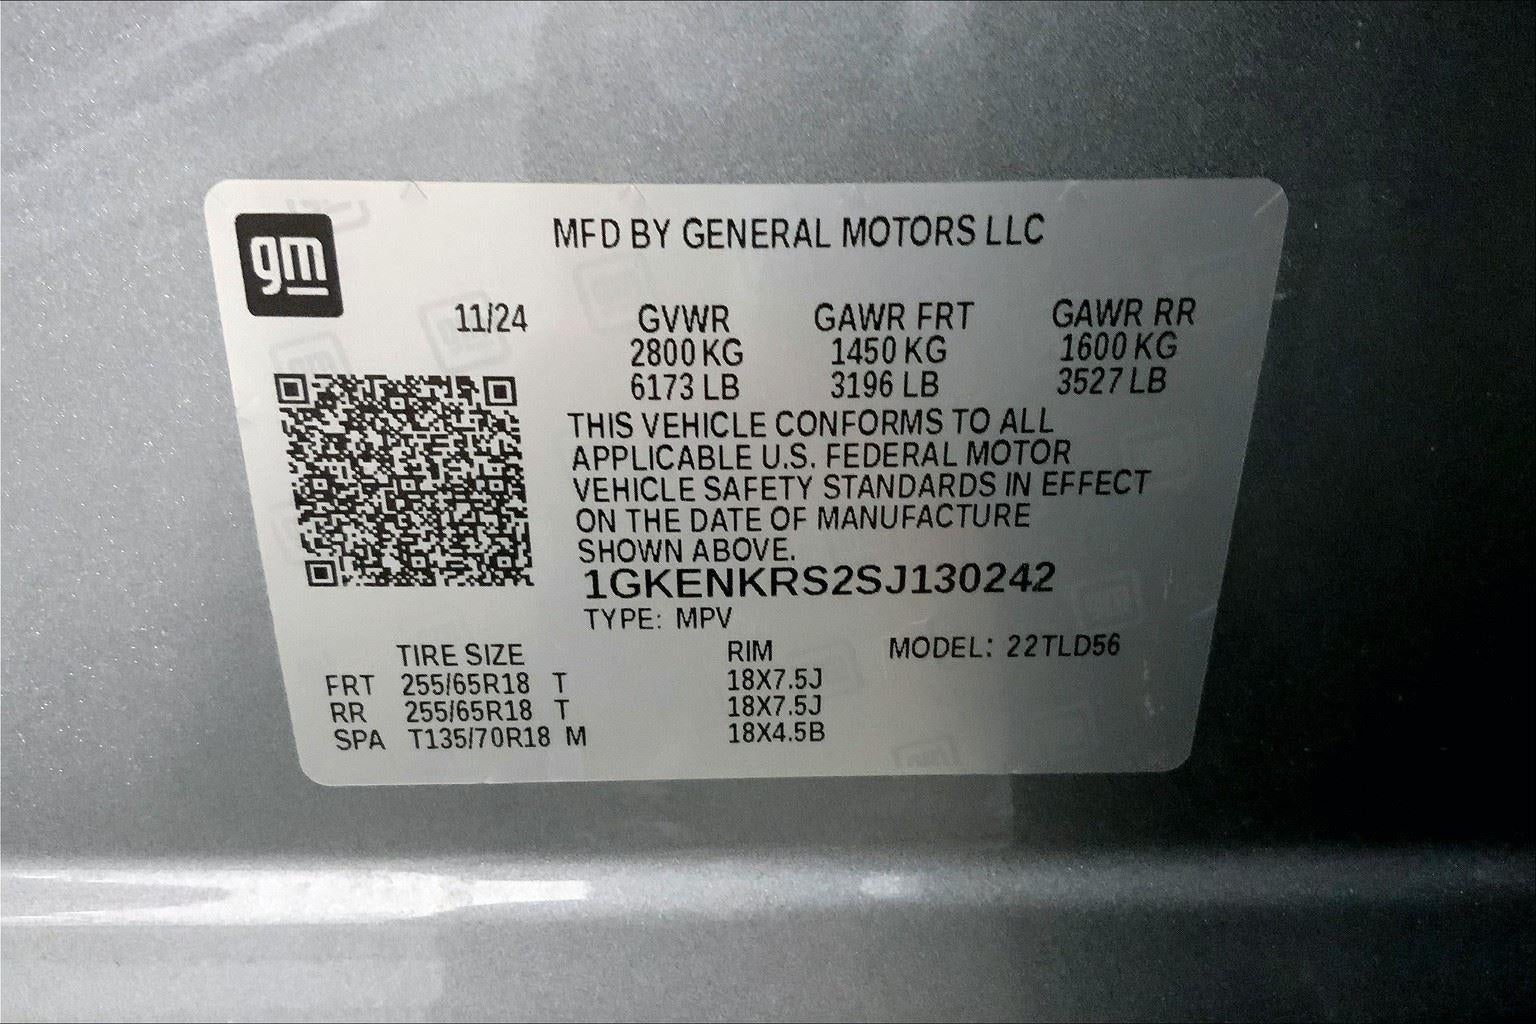 gm
MFD BY GENERAL MOTORS LLC
11/24 GVWR GAWR FRT GAWR RR
2800 KG 1450 KG 1600 KG
6173 LB 3196 LB 3527 LB
THIS VEHICLE CONFORMS TO ALL
APPLICABLE U.S. FEDERAL MOTOR
VEHICLE SAFETY STANDARDS IN EFFECT
ON THE DATE OF MANUFACTURE
SHOWN ABOVE.
1GKENKRS2SJ130242
TYPE: MPV
TIRE SIZE RIM MODEL: 22TLD56
FRT 255/65R18 T 18X7.5J
RR 255/65R18 T 18X7.5J
SPA T135/70R18 M 18X4.5B